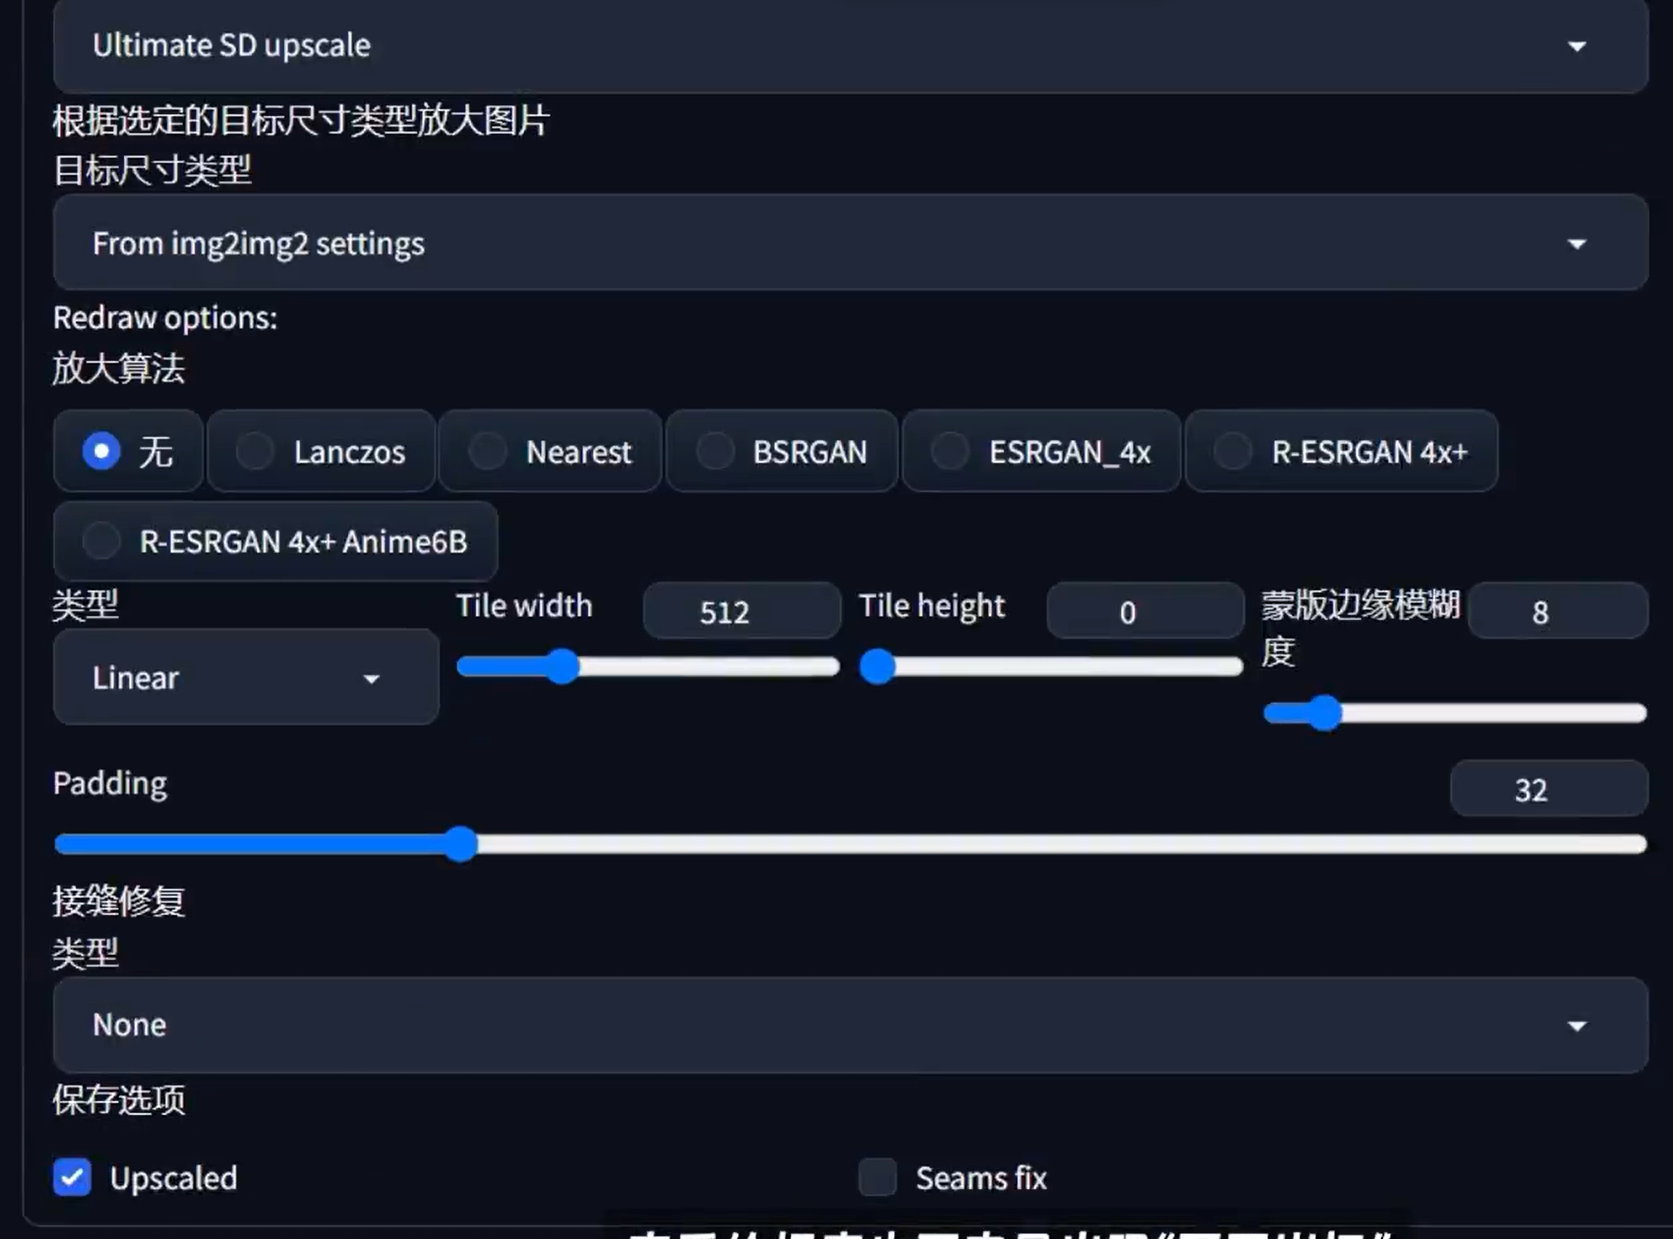 Ultimate SD upscale
根据选定的目标尺寸类型放大图片
目标尺寸类型
From img2img2 settings
Redraw options:
放大算法
无 Lanczos Nearest BSRGAN ESRGAN_4x R-ESRGAN 4x+
R-ESRGAN 4x+ Anime6B
类型 Tile width 512 Tile height 0 蒙版边缘模糊 8
度
Linear
Padding 32
接缝修复
类型
None
保存选项
Upscaled Seams fix